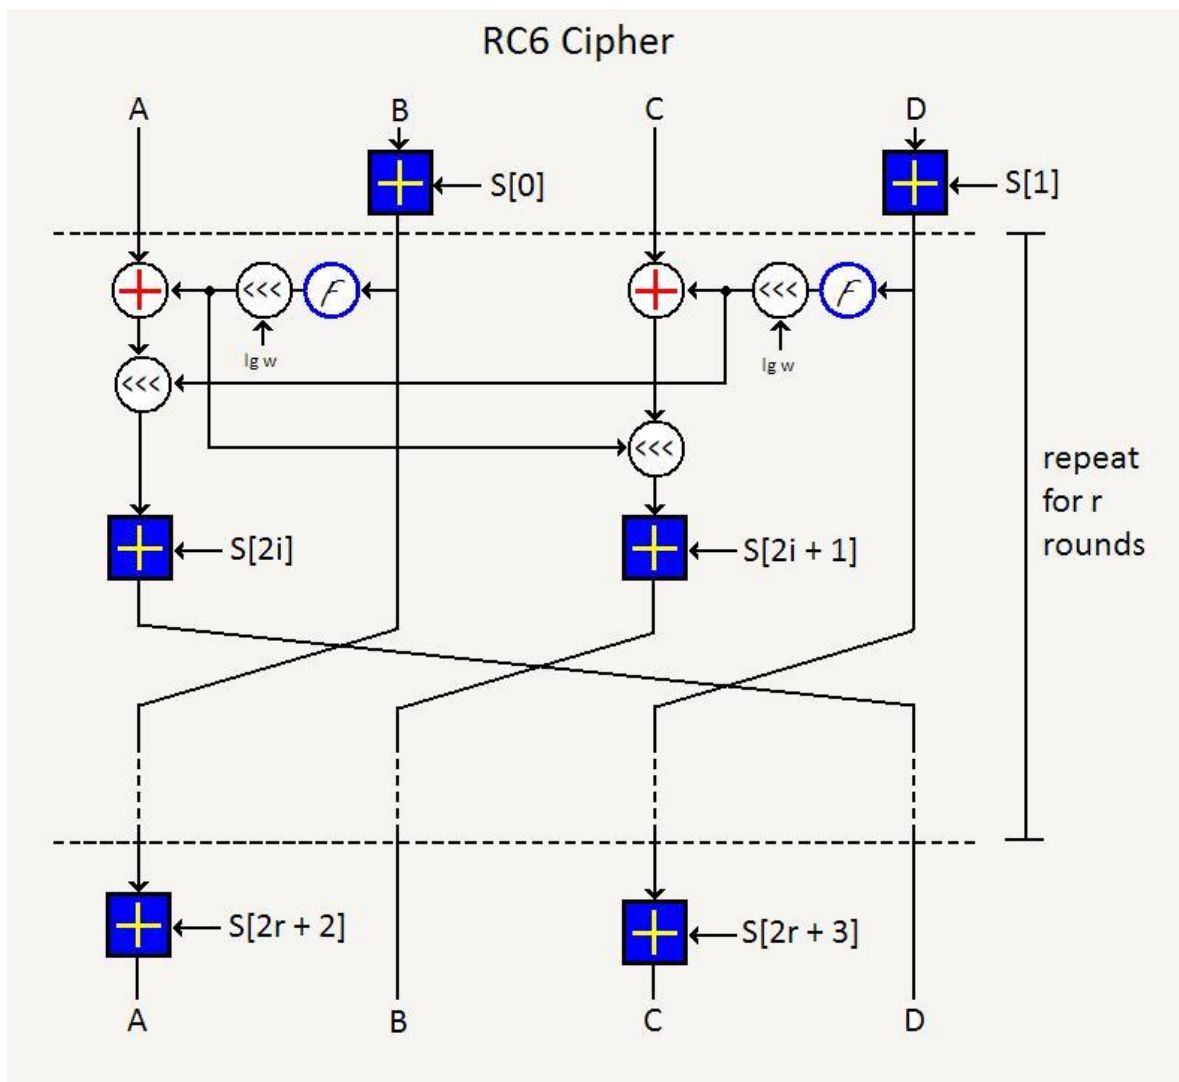 RC6 Cipher
A B C D
S[0] S[1]
<<< F <<< F
lg w lg w
<<<
<<<
repeat
for r
rounds
S[2i] S[2i + 1]
S[2r + 2] S[2r + 3]
A B C D